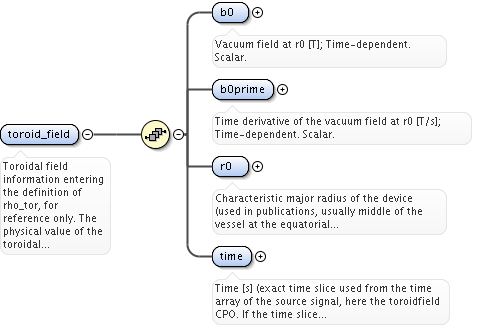 b0
Vacuum field at r0 [T]; Time-dependent.
Scalar.
b0prime
Time derivative of the vacuum field at r0 [T/s];
Time-dependent. Scalar.
toroid_field
Toroidal field
information entering
the definition of
rho_tor, for
reference only. The
physical value of the
toroidal...
r0
Characteristic major radius of the device
(used in publications, usually middle of the
vessel at the equatorial...
time
Time [s] (exact time slice used from the time
array of the source signal, here the toroidfield
CPO. If the time slice...